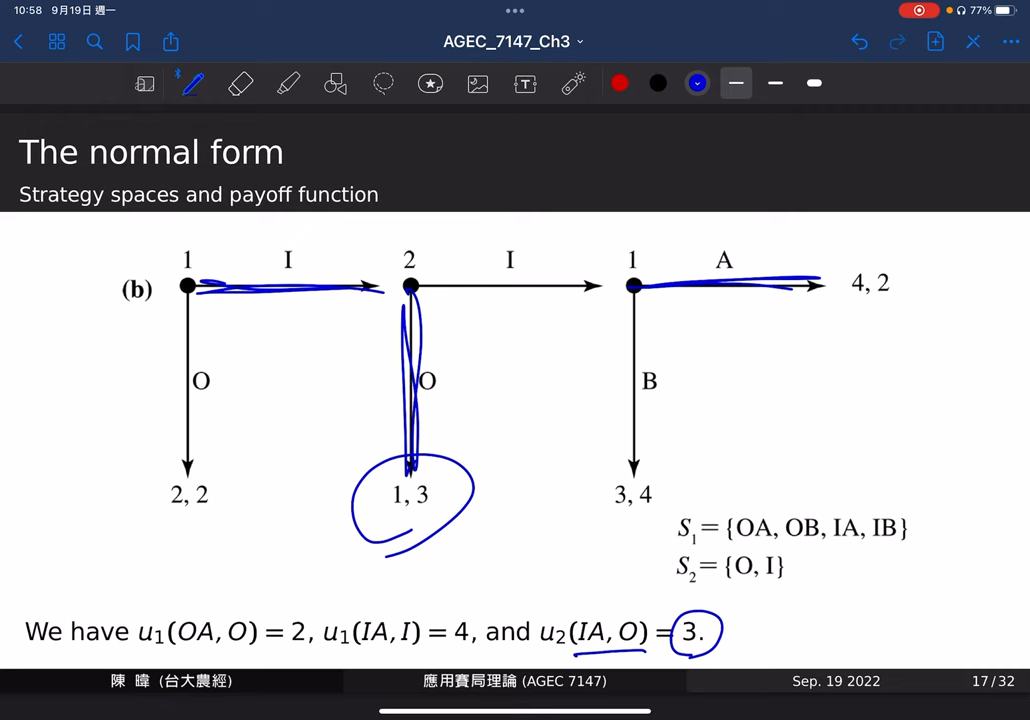 10:58 9月19日 週一
77%
AGEC_7147_Ch3
The normal form
Strategy spaces and payoff function
1 I 2 I 1 A
(b) 4, 2
O O B
2, 2 1, 3 3, 4
S₁ = {OA, OB, IA, IB}
S₂ = {O, I}
We have u₁(OA, O) = 2, u₁(IA, I) = 4, and u₂(IA, O) = 3.
陳 暐 (台大農經) 應用賽局理論 (AGEC 7147) Sep. 19 2022 17 / 32